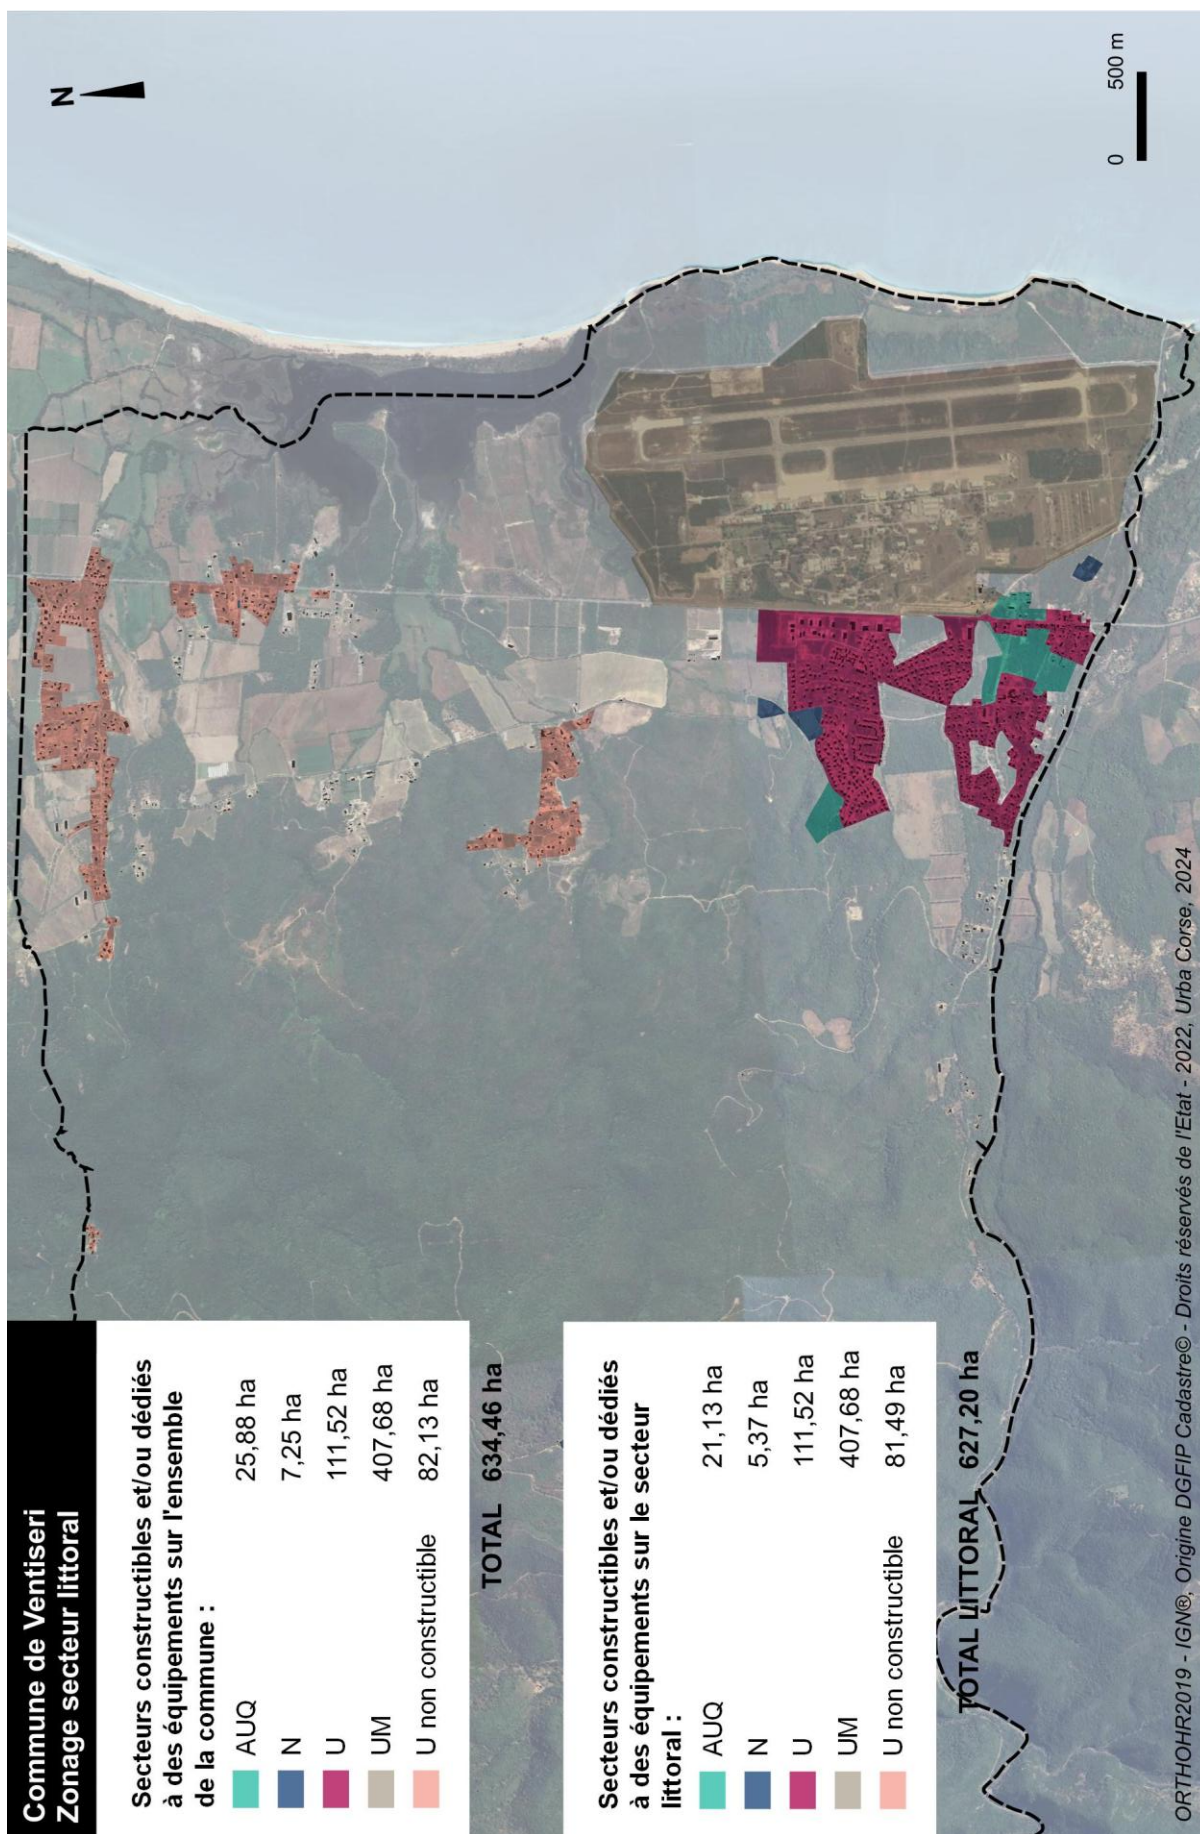 Commune de Ventiseri
Zonage secteur littoral
Secteurs constructibles et/ou dédiés
à des équipements sur l'ensemble
de la commune :
AUQ 25,88 ha
N 7,25 ha
U 111,52 ha
UM 407,68 ha
U non constructible 82,13 ha
TOTAL 634,46 ha
Secteurs constructibles et/ou dédiés
à des équipements sur le secteur
littoral :
AUQ 21,13 ha
N 5,37 ha
U 111,52 ha
UM 407,68 ha
U non constructible 81,49 ha
TOTAL LITTORAL 627,20 ha
N
0 500 m
ORTHOHR2019 - IGN®, Origine DGFIP Cadastre© - Droits réservés de l'Etat - 2022, Urba Corse, 2024